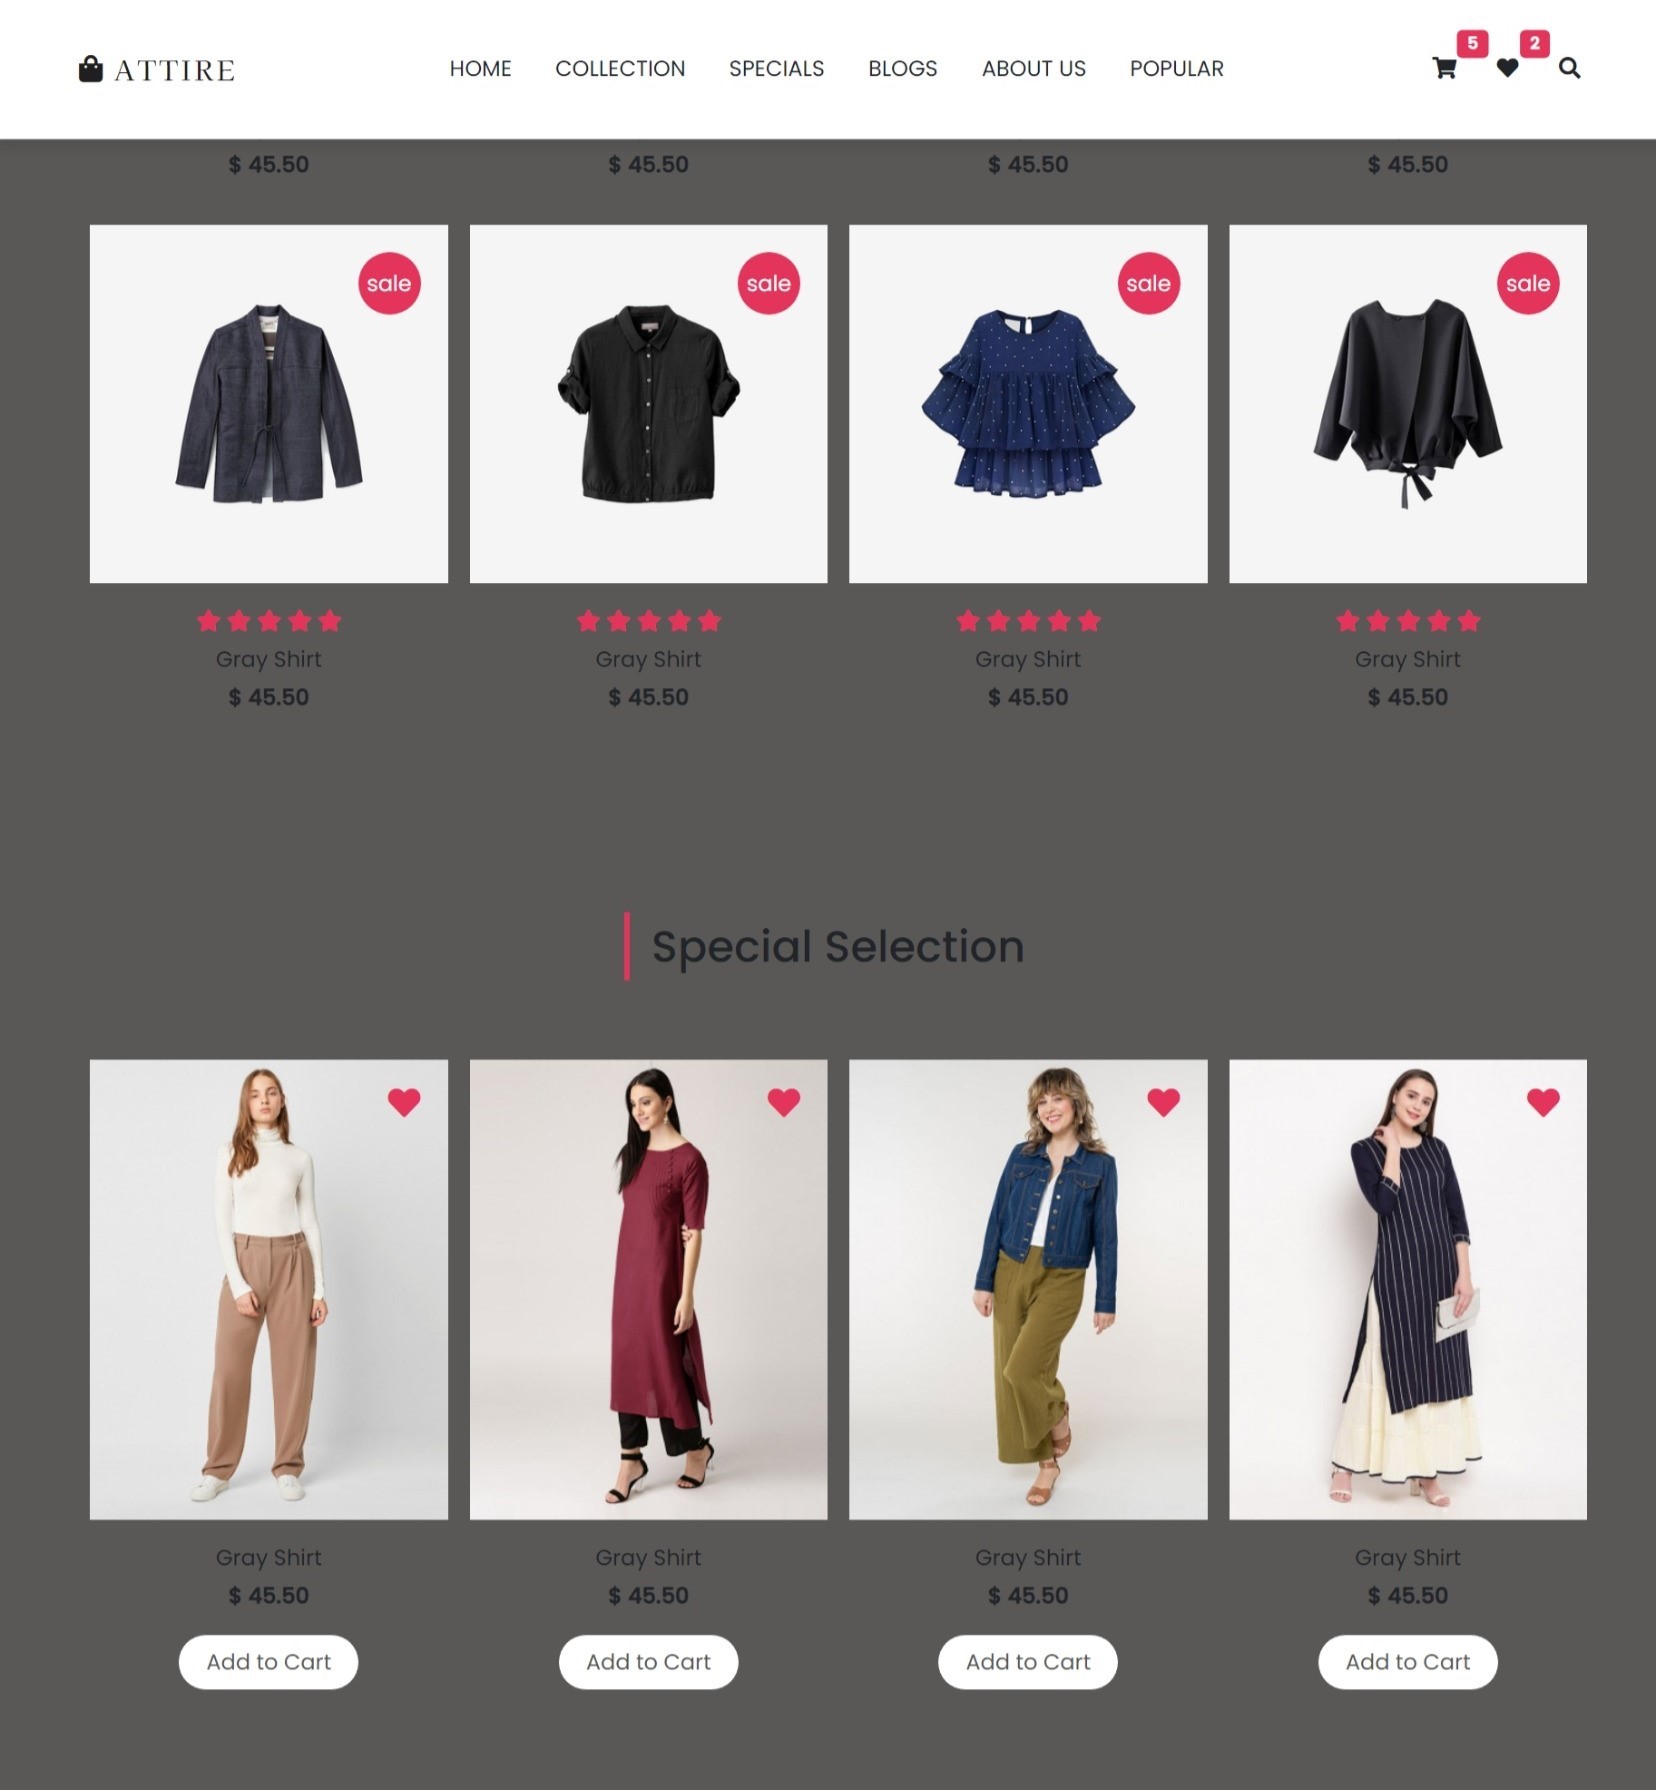 ATTIRE HOME COLLECTION SPECIALS BLOGS ABOUT US POPULAR 5 2
$ 45.50 $ 45.50 $ 45.50 $ 45.50
sale sale sale sale
Gray Shirt Gray Shirt Gray Shirt Gray Shirt
$ 45.50 $ 45.50 $ 45.50 $ 45.50
Special Selection
Gray Shirt Gray Shirt Gray Shirt Gray Shirt
$ 45.50 $ 45.50 $ 45.50 $ 45.50
Add to Cart Add to Cart Add to Cart Add to Cart